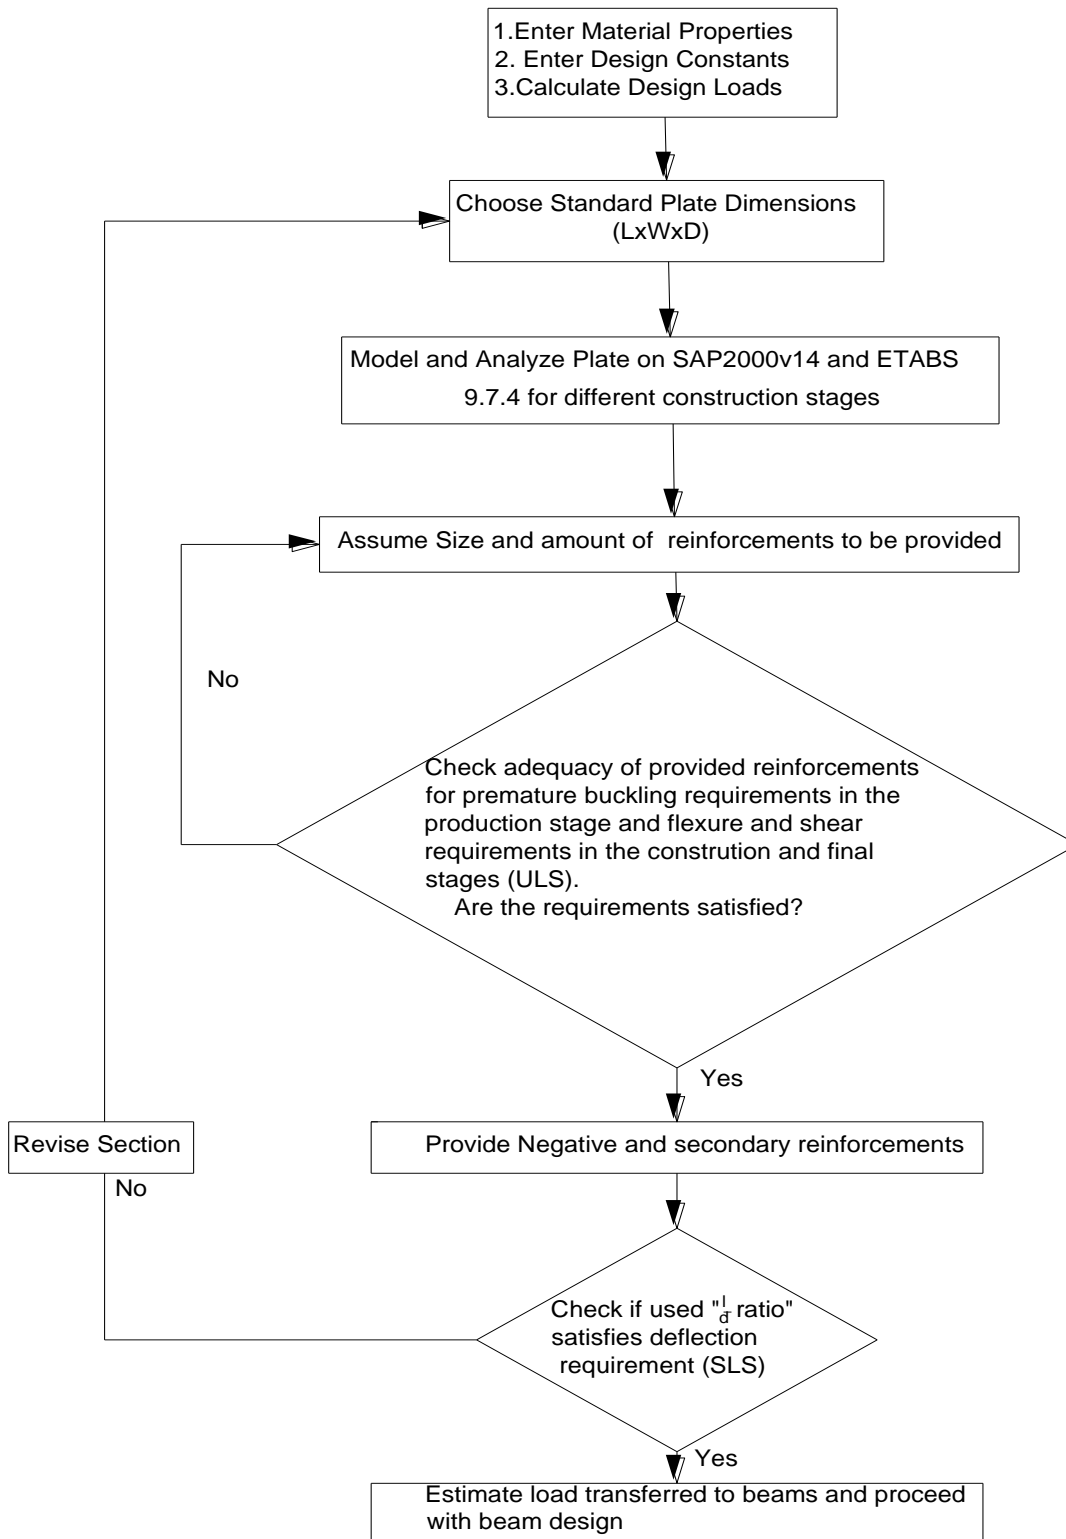 1.Enter Material Properties
2. Enter Design Constants
3.Calculate Design Loads
Choose Standard Plate Dimensions
(LxWxD)
Model and Analyze Plate on SAP2000v14 and ETABS
9.7.4 for different construction stages
Assume Size and amount of reinforcements to be provided
No
Check adequacy of provided reinforcements
for premature buckling requirements in the
production stage and flexure and shear
requirements in the constrution and final
stages (ULS).
Are the requirements satisfied?
Yes
Revise Section
Provide Negative and secondary reinforcements
No
Check if used "l/d ratio"
satisfies deflection
requirement (SLS)
Yes
Estimate load transferred to beams and proceed
with beam design